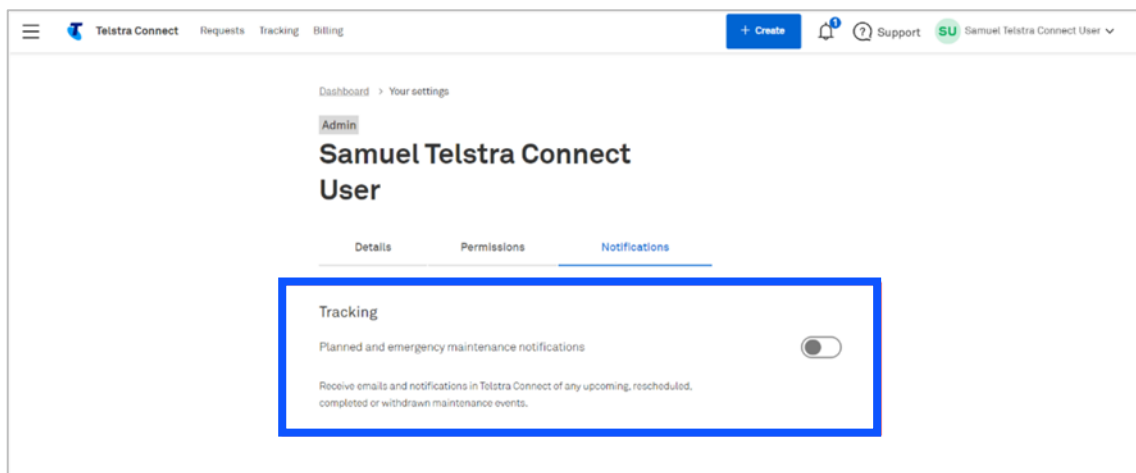 Telstra Connect Requests Tracking Billing + Create 1 ? Support SU Samuel Telstra Connect User
Dashboard > Your settings
Admin
Samuel Telstra Connect
User
Details Permissions Notifications
Tracking
Planned and emergency maintenance notifications
Receive emails and notifications in Telstra Connect of any upcoming, rescheduled,
completed or withdrawn maintenance events.